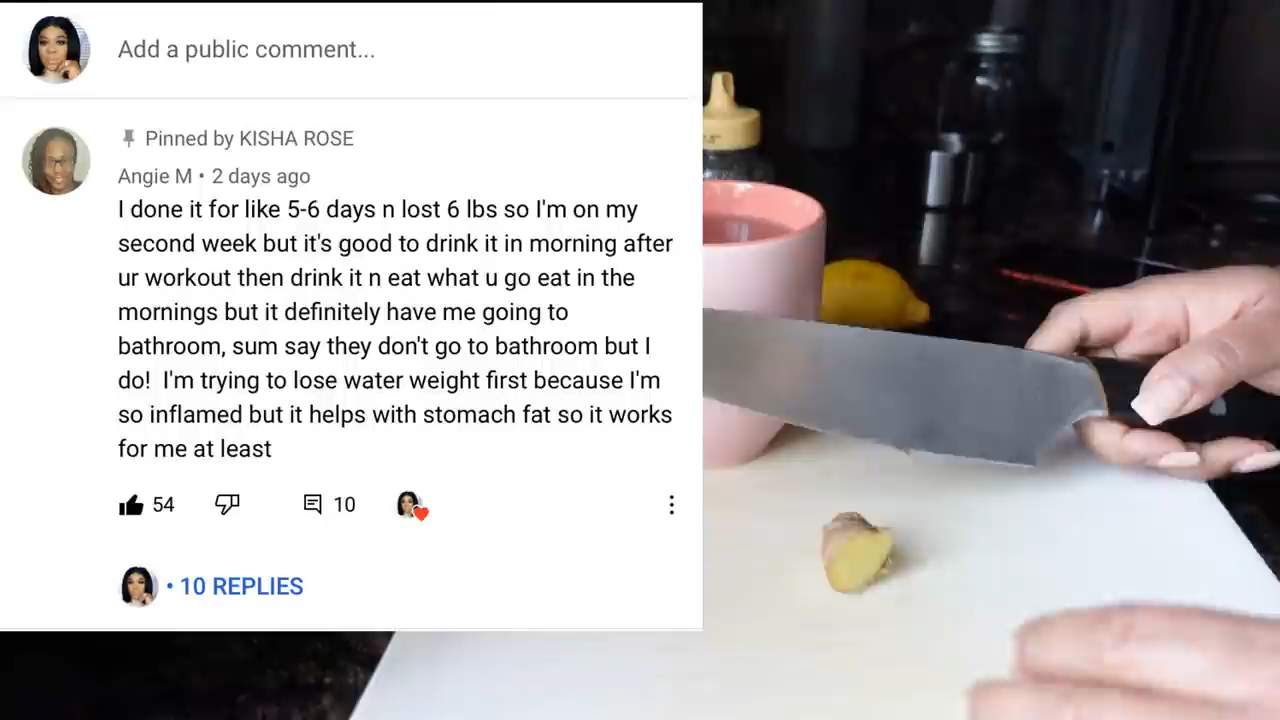 Add a public comment...
Pinned by KISHA ROSE
Angie M • 2 days ago
I done it for like 5-6 days n lost 6 lbs so I'm on my
second week but it's good to drink it in morning after
ur workout then drink it n eat what u go eat in the
mornings but it definitely have me going to
bathroom, sum say they don't go to bathroom but I
do!  I'm trying to lose water weight first because I'm
so inflamed but it helps with stomach fat so it works
for me at least
54
10
• 10 REPLIES